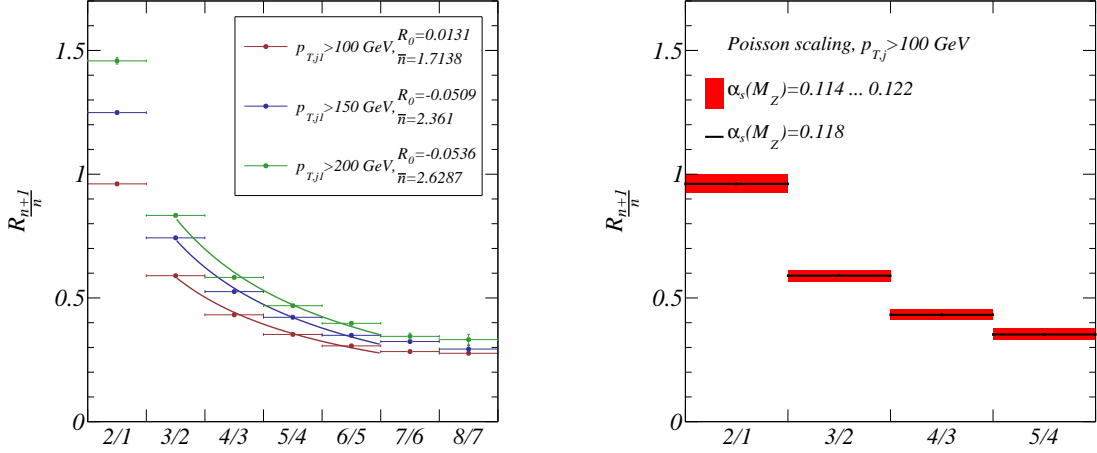 1.5
1
0.5
0
R_{\frac{n+1}{n}}
p_{T,j1}>100 GeV, R_0=0.0131
n̅=1.7138
p_{T,j1}>150 GeV, R_0=-0.0509
n̅=2.361
p_{T,j1}>200 GeV, R_0=-0.0536
n̅=2.6287
2/1 3/2 4/3 5/4 6/5 7/6 8/7
1.5
1
0.5
0
R_{\frac{n+1}{n}}
Poisson scaling, p_{T,j}>100 GeV
α_s(M_Z)=0.114 ... 0.122
α_s(M_Z)=0.118
2/1 3/2 4/3 5/4